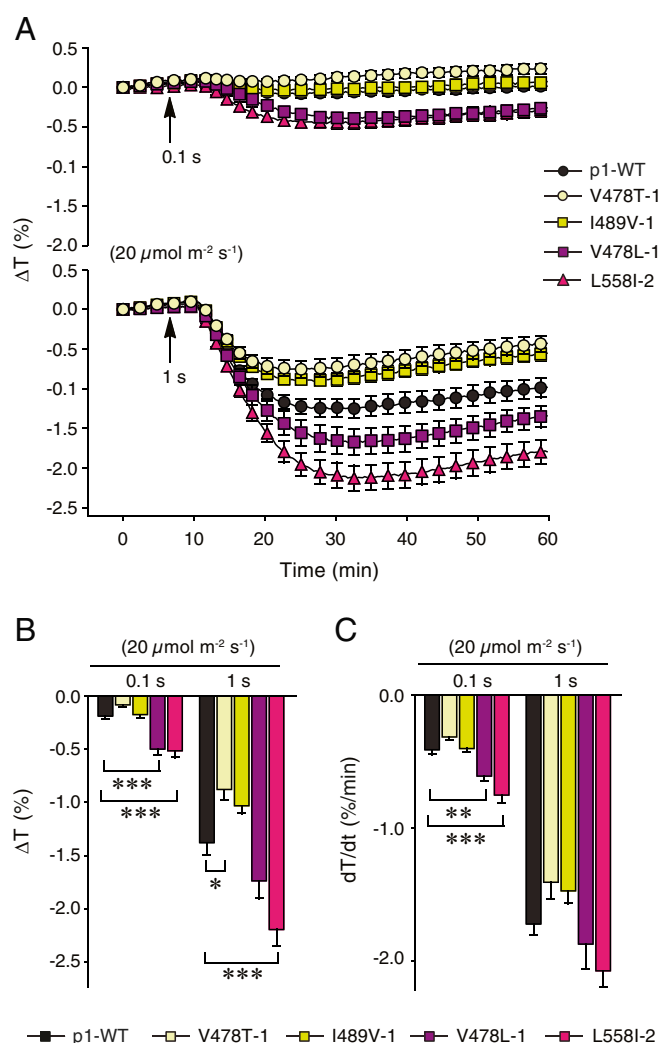 A
0.5
0.0
-0.5
-0.1
-1.5
-2.0
ΔT (%)
0.1 s
p1-WT
V478T-1
I489V-1
V478L-1
L558I-2
(20 µmol m-2 s-1)
0.5
0.0
-0.5
-1.0
-1.5
-2.0
-2.5
ΔT (%)
1 s
0 10 20 30 40 50 60
Time (min)
B
(20 µmol m-2 s-1)
0.1 s 1 s
0.0
-0.5
-1.0
-1.5
-2.0
-2.5
ΔT (%)
***
***
*
***
C
(20 µmol m-2 s-1)
0.1 s 1 s
0.0
-1.0
-2.0
dT/dt (%/min)
**
***
p1-WT V478T-1 I489V-1 V478L-1 L558I-2